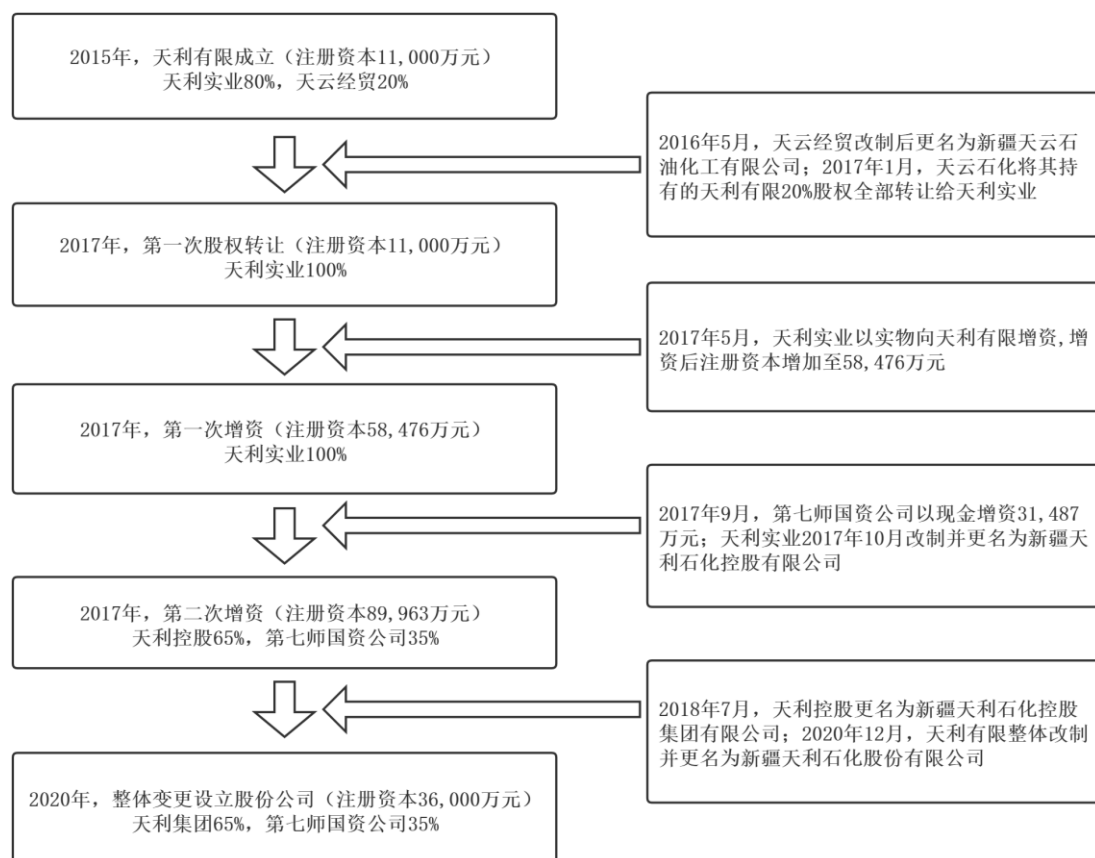 2015年，天利有限成立（注册资本11,000万元）
天利实业80%，天云经贸20%
2016年5月，天云经贸改制后更名为新疆天云石
油化工有限公司；2017年1月，天云石化将其持
有的天利有限20%股权全部转让给天利实业
2017年，第一次股权转让（注册资本11,000万元）
天利实业100%
2017年5月，天利实业以实物向天利有限增资,增
资后注册资本增加至58,476万元
2017年，第一次增资（注册资本58,476万元）
天利实业100%
2017年9月，第七师国资公司以现金增资31,487
万元；天利实业2017年10月改制并更名为新疆天
利石化控股有限公司
2017年，第二次增资（注册资本89,963万元）
天利控股65%，第七师国资公司35%
2018年7月，天利控股更名为新疆天利石化控股
集团有限公司；2020年12月，天利有限整体改制
并更名为新疆天利石化股份有限公司
2020年，整体变更设立股份公司（注册资本36,000万元）
天利集团65%，第七师国资公司35%